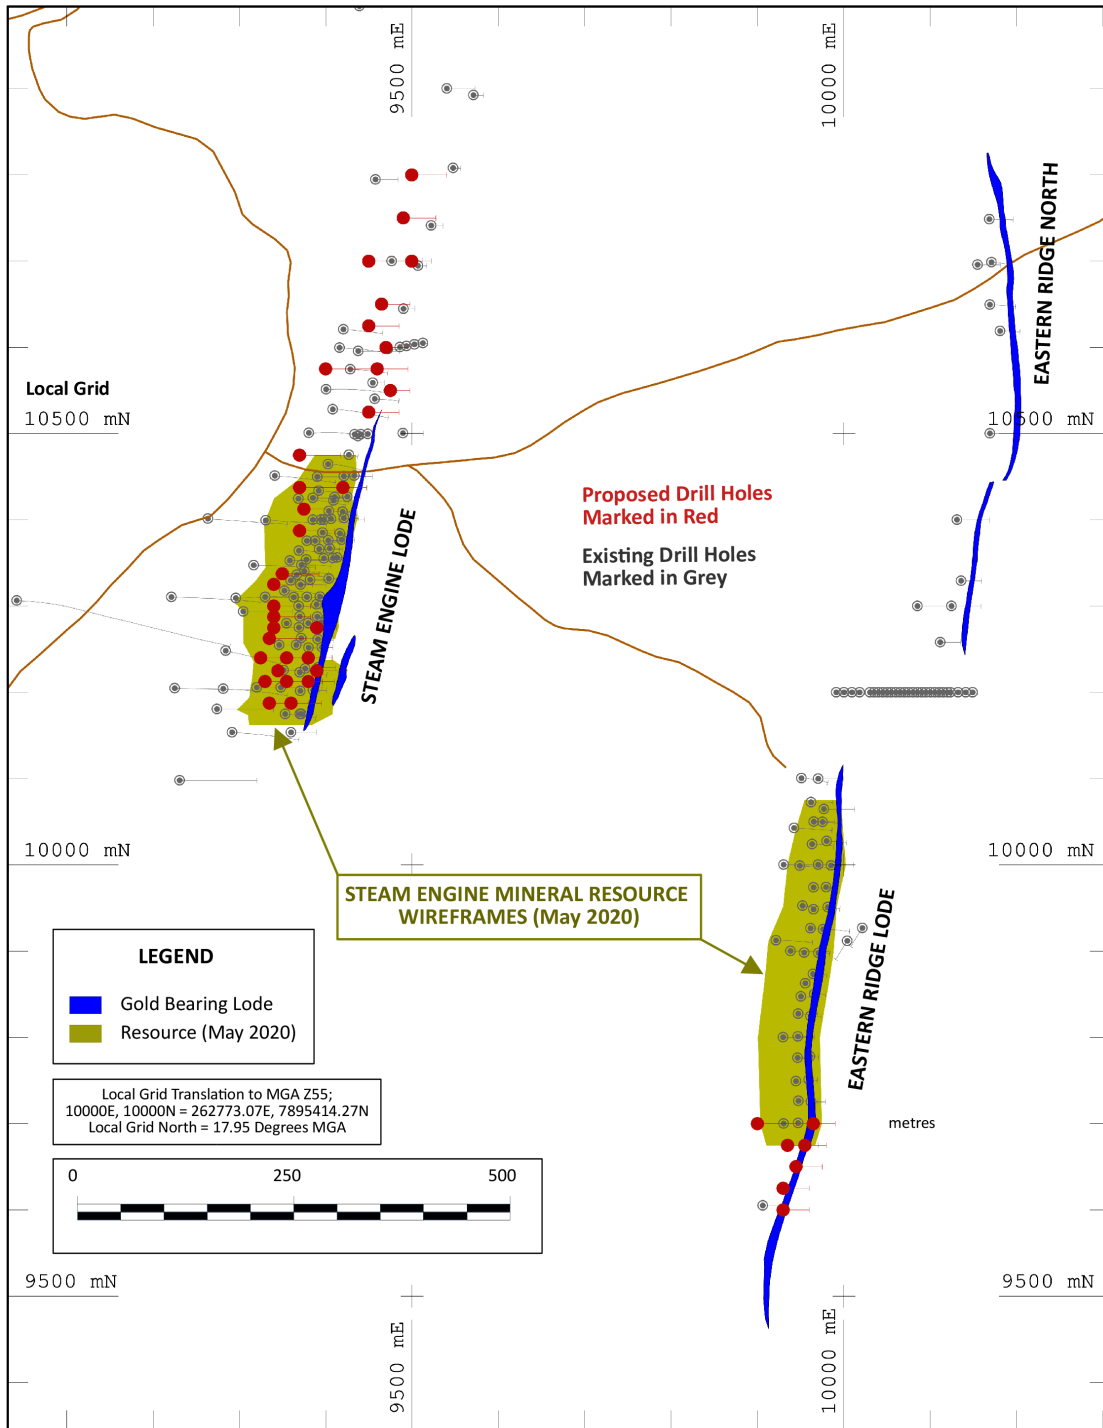 9500 mE
10000 mE
EASTERN RIDGE NORTH
Local Grid
10500 mN
10500 mN
Proposed Drill Holes
Marked in Red
Existing Drill Holes
Marked in Grey
STEAM ENGINE LODE
10000 mN
10000 mN
STEAM ENGINE MINERAL RESOURCE
WIREFRAMES (May 2020)
EASTERN RIDGE LODE
LEGEND
Gold Bearing Lode
Resource (May 2020)
Local Grid Translation to MGA Z55;
10000E, 10000N = 262773.07E, 7895414.27N
Local Grid North = 17.95 Degrees MGA
metres
0 250 500
9500 mN
9500 mN
9500 mE
10000 mE